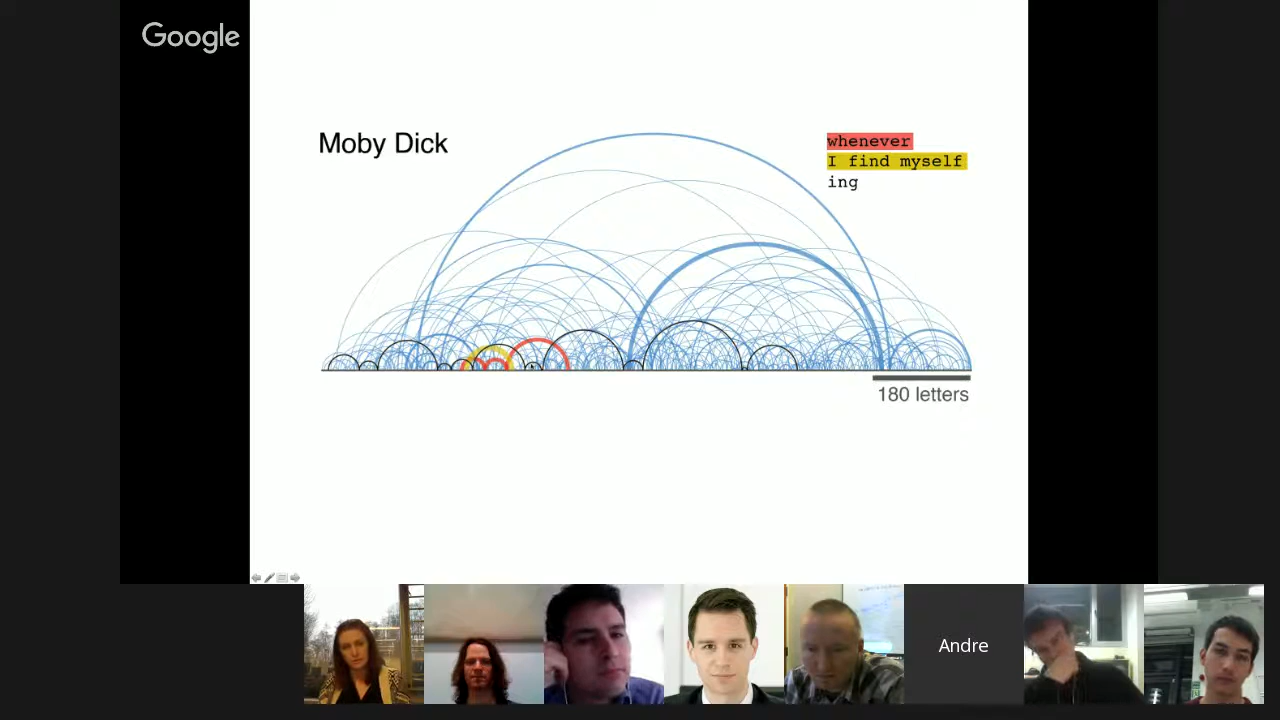 Google
Moby Dick
whenever
I find myself
ing
180 letters
Andre